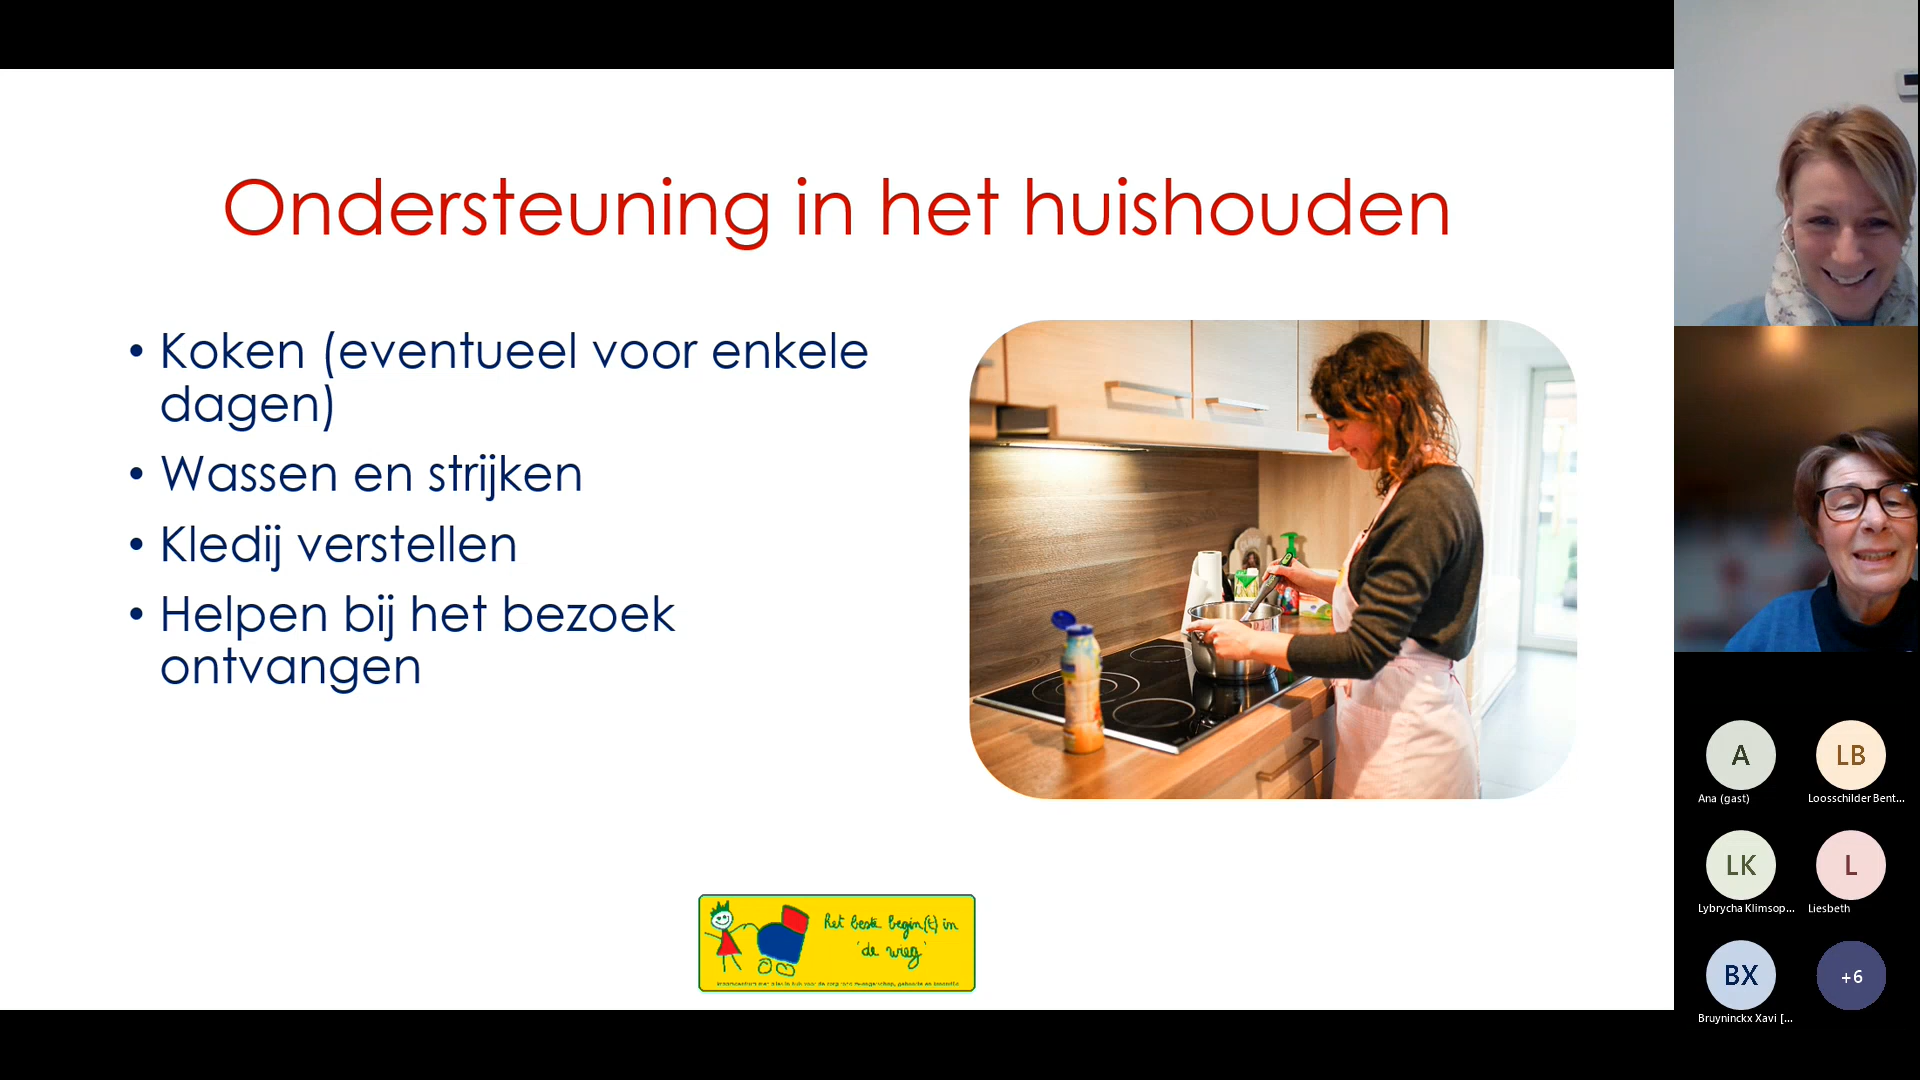 Ondersteuning in het huishouden
• Koken (eventueel voor enkele
dagen)
• Wassen en strijken
• Kledij verstellen
• Helpen bij het bezoek
ontvangen
Het beste begin(t) in
'de wieg'
A
Ana (gast)
LB
Loosschilder Bent...
LK
Lybrycha Klimsop...
L
Liesbeth
BX
Bruyninckx Xavi [...
+6